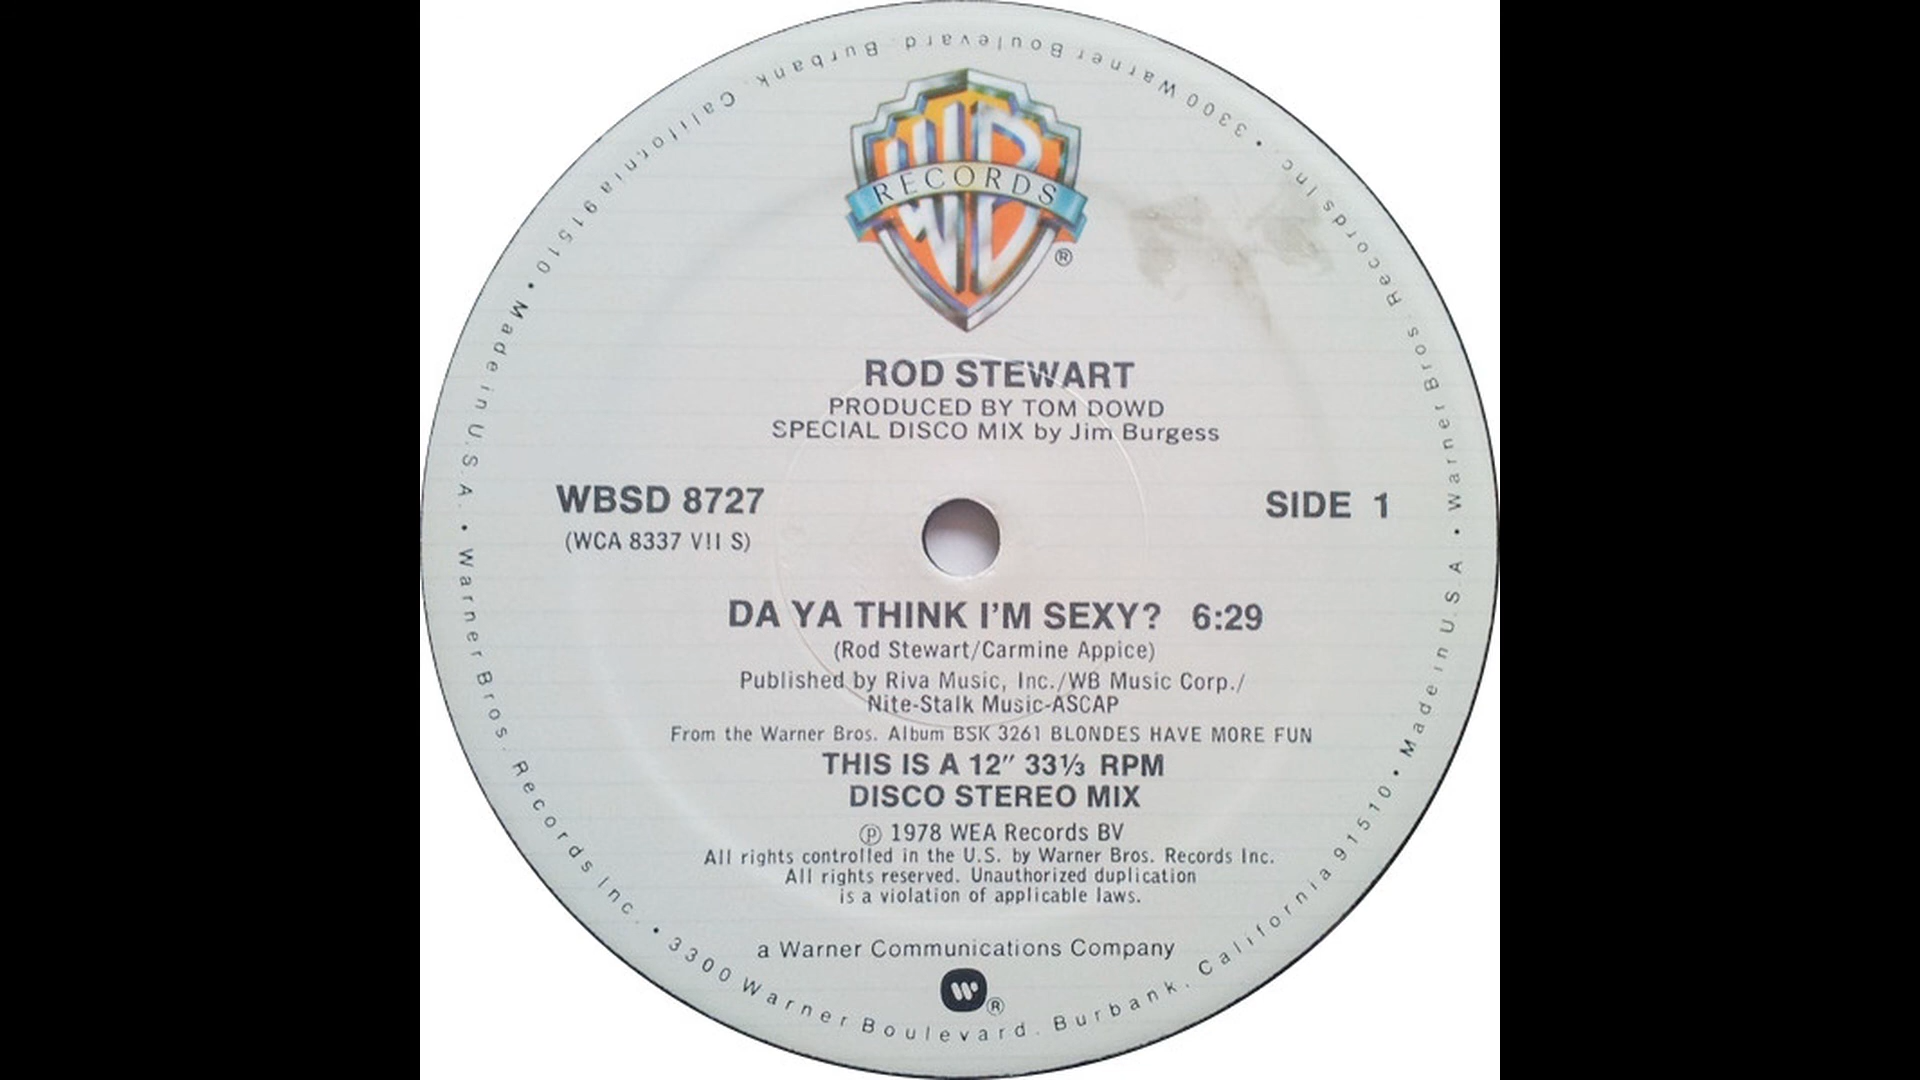 WB
RECORDS
®
ROD STEWART
PRODUCED BY TOM DOWD
SPECIAL DISCO MIX by Jim Burgess
WBSD 8727
(WCA 8337 VII S)
SIDE 1
DA YA THINK I'M SEXY? 6:29
(Rod Stewart/Carmine Appice)
Published by Riva Music, Inc./WB Music Corp./
Nite-Stalk Music-ASCAP
From the Warner Bros. Album BSK 3261 BLONDES HAVE MORE FUN
THIS IS A 12″ 33⅓ RPM
DISCO STEREO MIX
℗ 1978 WEA Records BV
All rights controlled in the U.S. by Warner Bros. Records Inc.
All rights reserved. Unauthorized duplication
is a violation of applicable laws.
a Warner Communications Company
W®
• Warner Bros. Records Inc. • 3300 Warner Boulevard. Burbank. California 91510 • Made in U.S.A. • Warner Bros. Records Inc. • 3300 Warner Boulevard. Burbank. California 91510 • Made in U.S.A.